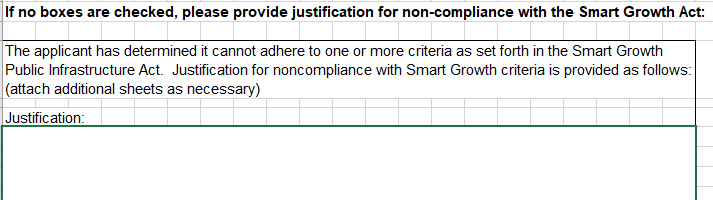 If no boxes are checked, please provide justification for non-compliance with the Smart Growth Act:
The applicant has determined it cannot adhere to one or more criteria as set forth in the Smart Growth
Public Infrastructure Act.  Justification for noncompliance with Smart Growth criteria is provided as follows:
(attach additional sheets as necessary)
Justification: